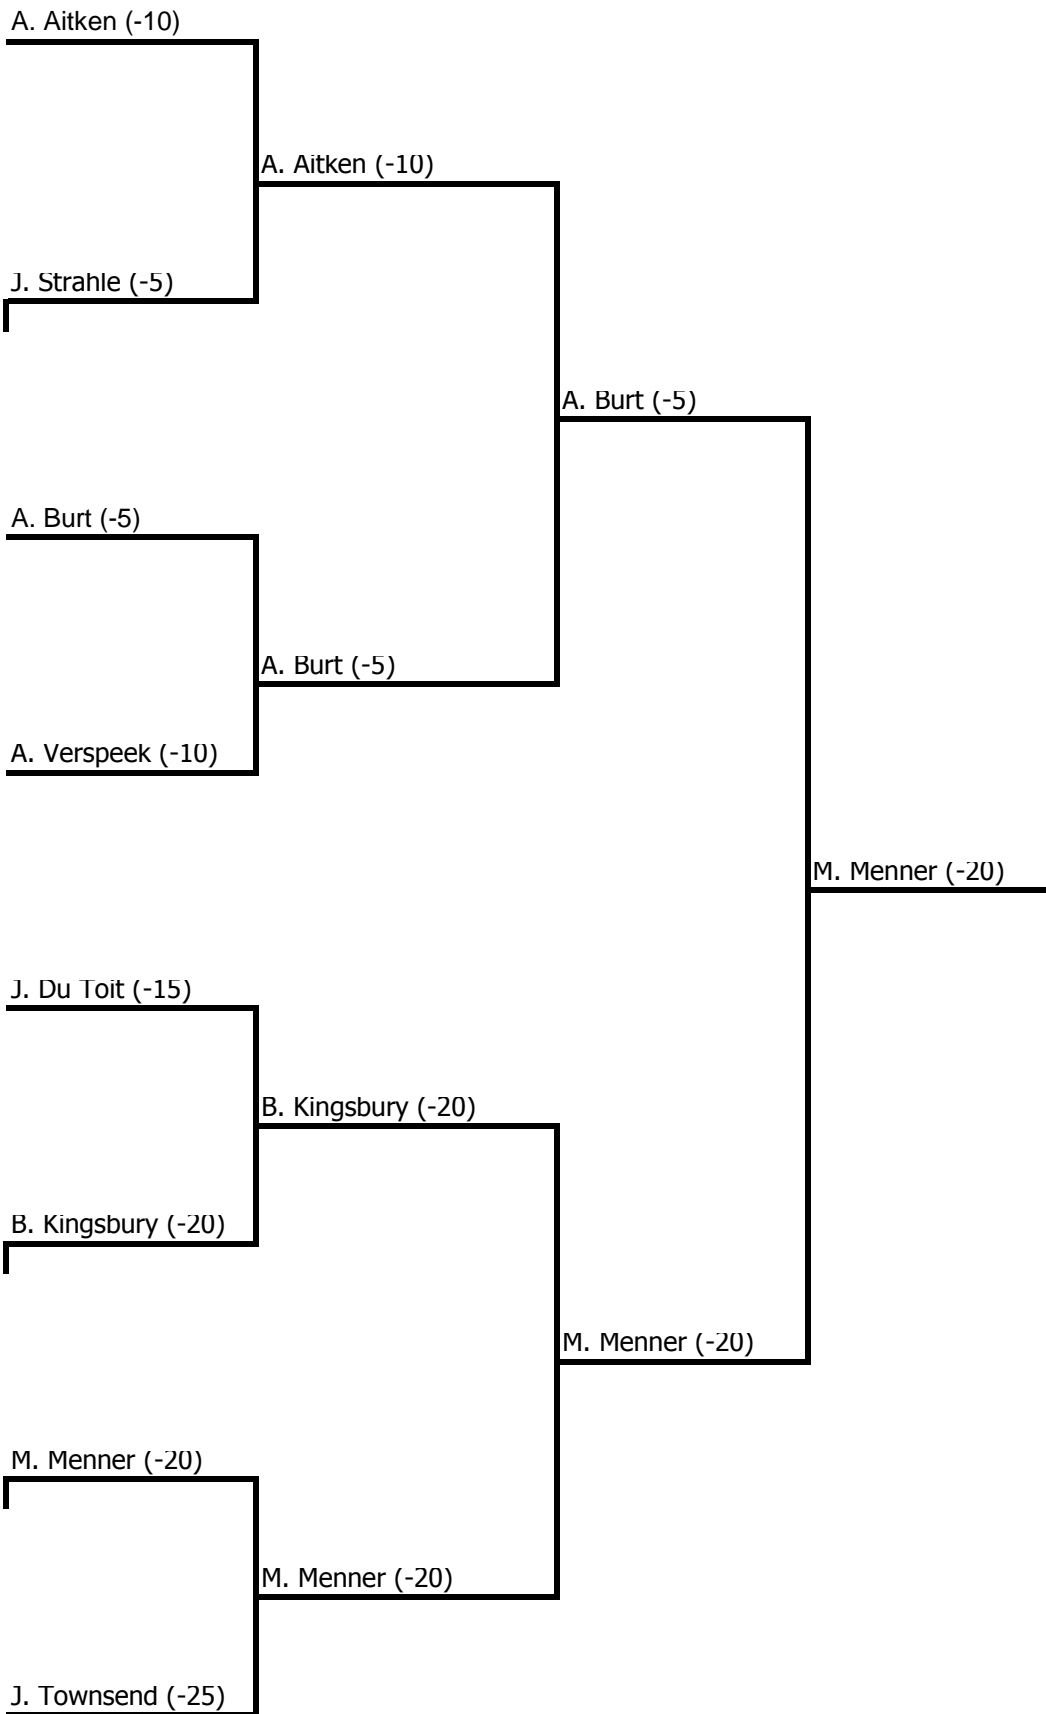 A. Aitken (-10)
A. Aitken (-10)
J. Strahle (-5)
A. Burt (-5)
A. Burt (-5)
A. Burt (-5)
A. Verspeek (-10)
M. Menner (-20)
J. Du Toit (-15)
B. Kingsbury (-20)
B. Kingsbury (-20)
M. Menner (-20)
M. Menner (-20)
M. Menner (-20)
J. Townsend (-25)